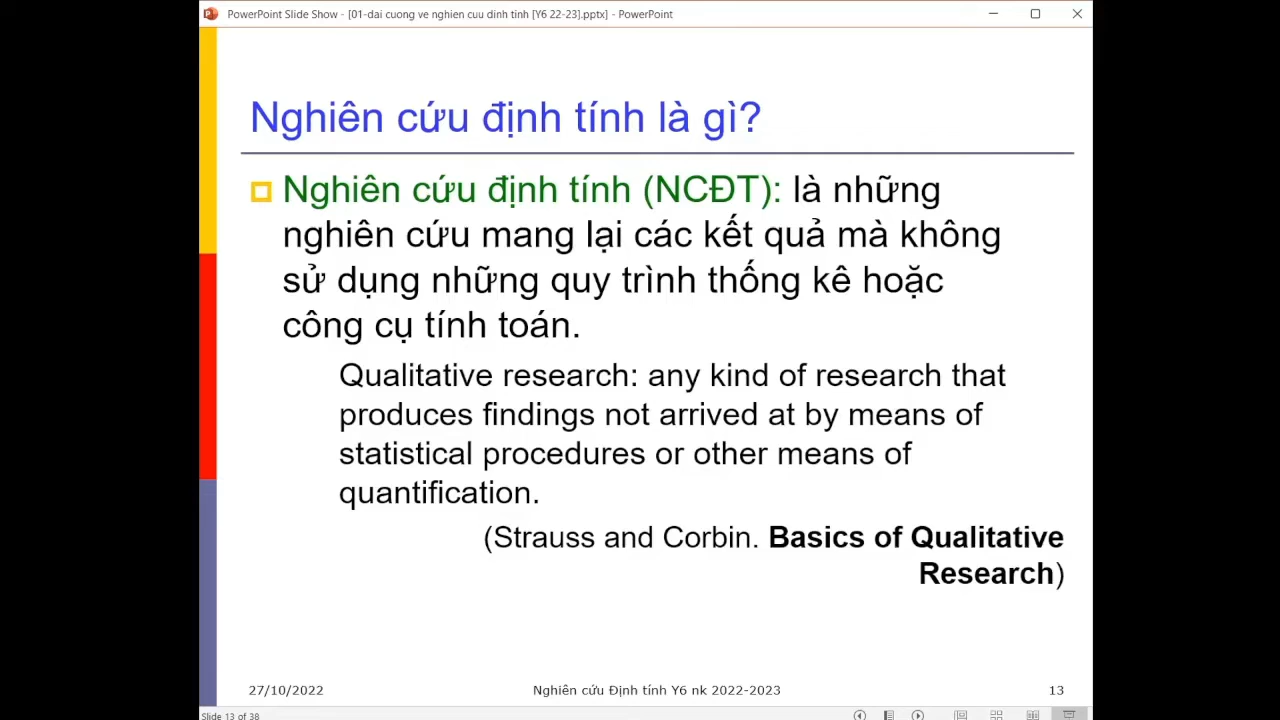 PowerPoint Slide Show - [01-dai cuong ve nghien cuu dinh tinh [Y6 22-23].pptx] - PowerPoint
Nghiên cứu định tính là gì?
Nghiên cứu định tính (NCĐT): là những
nghiên cứu mang lại các kết quả mà không
sử dụng những quy trình thống kê hoặc
công cụ tính toán.
Qualitative research: any kind of research that
produces findings not arrived at by means of
statistical procedures or other means of
quantification.
(Strauss and Corbin. Basics of Qualitative
Research)
27/10/2022 Nghiên cứu Định tính Y6 nk 2022-2023 13
Slide 13 of 38